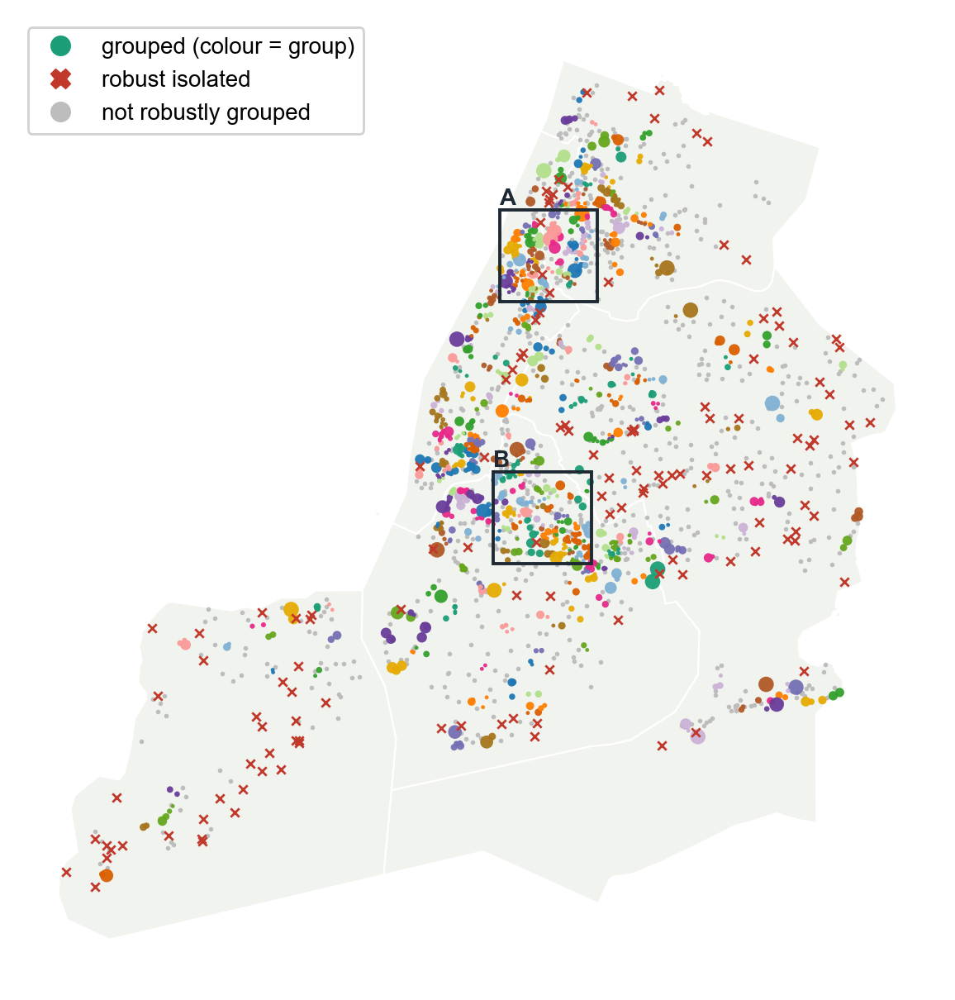 grouped (colour = group)
robust isolated
not robustly grouped
A
B